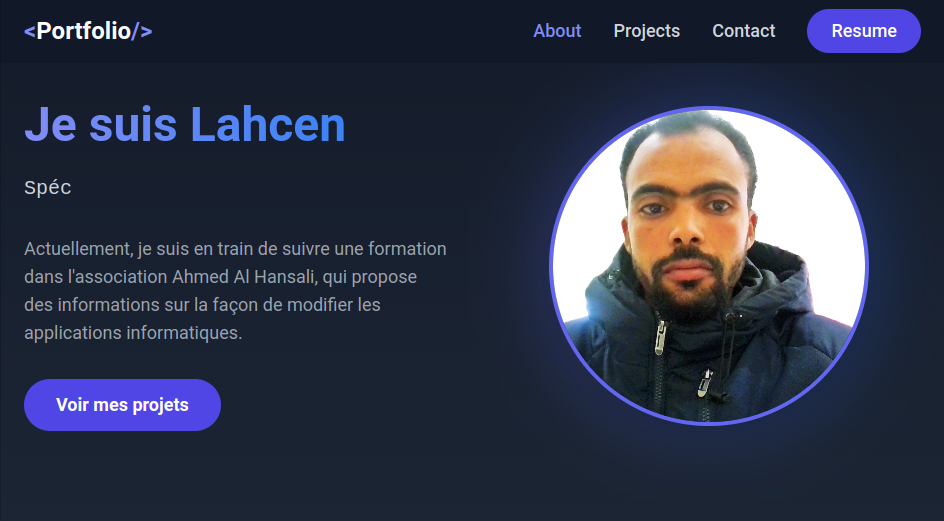 <Portfolio/>
About Projects Contact Resume
Je suis Lahcen
Spéc
Actuellement, je suis en train de suivre une formation
dans l'association Ahmed Al Hansali, qui propose
des informations sur la façon de modifier les
applications informatiques.
Voir mes projets